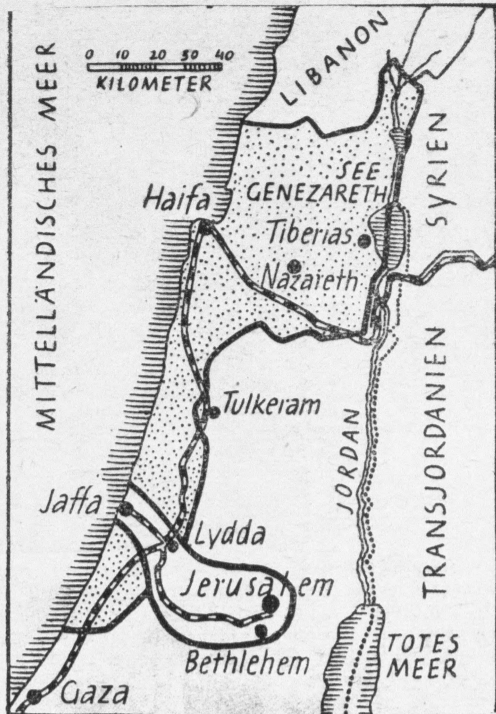 0 10 20 30 40
KILOMETER
LIBANON
MITTELLÄNDISCHES MEER
SEE
GENEZARETH
SYRIEN
Haifa
Tiberias
Nazareth
Tulkeram
JORDAN
TRANSJORDANIEN
Jaffa
Lydda
Jerusalem
Bethlehem
TOTES
MEER
Gaza